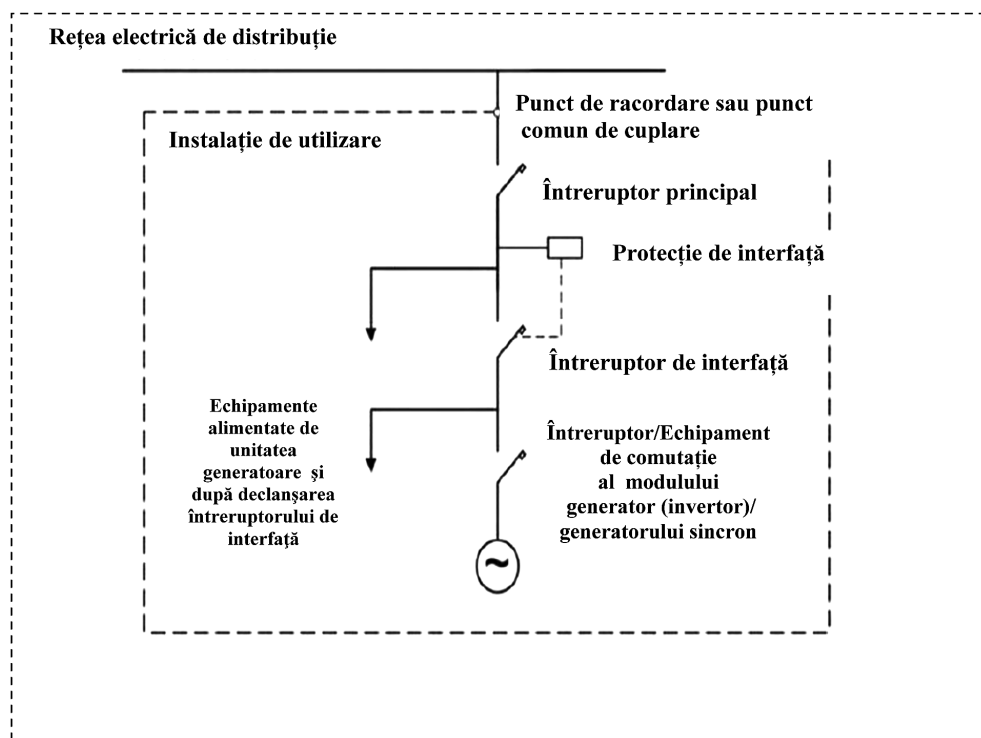 Rețea electrică de distribuție
Punct de racordare sau punct
comun de cuplare
Instalație de utilizare
Întreruptor principal
Protecție de interfață
Întreruptor de interfață
Echipamente
alimentate de
unitatea
generatoare şi
după declanşarea
întreruptorului de
interfaţă
Întreruptor/Echipament
de comutație
al modulului
generator (invertor)/
generatorului sincron
~